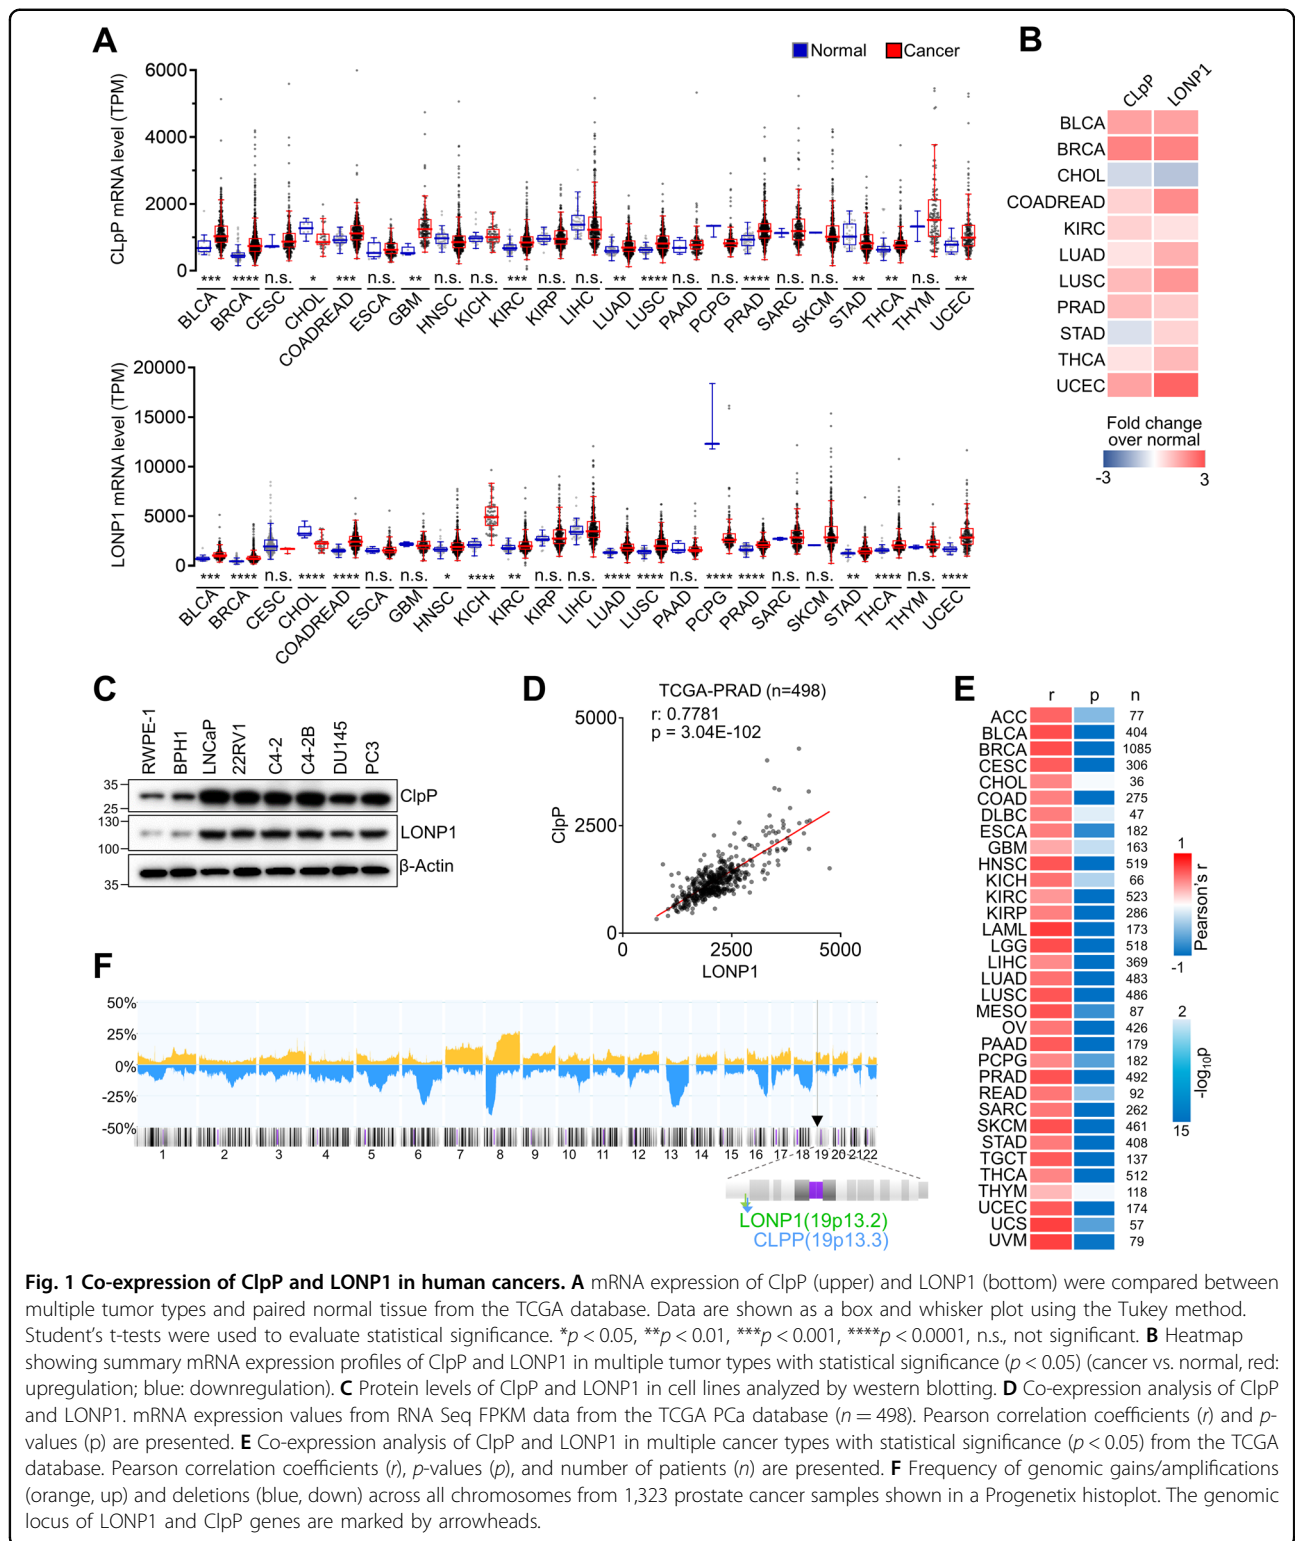 A
Normal
Cancer
ClpP mRNA level (TPM)
6000
4000
2000
0
*** **** n.s. * *** n.s. ** n.s. n.s. *** n.s. n.s. ** **** n.s. n.s. **** n.s. n.s. ** ** n.s. **
BLCA BRCA CESC CHOL COADREAD ESCA GBM HNSC KICH KIRC KIRP LIHC LUAD LUSC PAAD PCPG PRAD SARC SKCM STAD THCA THYM UCEC
LONP1 mRNA level (TPM)
20000
15000
10000
5000
0
*** **** n.s. **** **** n.s. n.s. * **** ** n.s. n.s. **** **** n.s. **** **** n.s. n.s. ** **** n.s. ****
BLCA BRCA CESC CHOL COADREAD ESCA GBM HNSC KICH KIRC KIRP LIHC LUAD LUSC PAAD PCPG PRAD SARC SKCM STAD THCA THYM UCEC
B
CLpP LONP1
BLCA
BRCA
CHOL
COADREAD
KIRC
LUAD
LUSC
PRAD
STAD
THCA
UCEC
Fold change
over normal
-3 3
C
RWPE-1 BPH1 LNCaP 22RV1 C4-2 C4-2B DU145 PC3
35
25
ClpP
130
100
LONP1
35
β-Actin
D
TCGA-PRAD (n=498)
r: 0.7781
p = 3.04E-102
ClpP
5000
2500
0
0 2500 5000
LONP1
E
r p n
ACC 77
BLCA 404
BRCA 1085
CESC 306
CHOL 36
COAD 275
DLBC 47
ESCA 182
GBM 163
HNSC 519
KICH 66
KIRC 523
KIRP 286
LAML 173
LGG 518
LIHC 369
LUAD 483
LUSC 486
MESO 87
OV 426
PAAD 179
PCPG 182
PRAD 492
READ 92
SARC 262
SKCM 461
STAD 408
TGCT 137
THCA 512
THYM 118
UCEC 174
UCS 57
UVM 79
1
Pearson's r
-1
2
-log10p
15
F
50%
25%
0%
-25%
-50%
1 2 3 4 5 6 7 8 9 10 11 12 13 14 15 16 17 18 19 20 21 22
LONP1(19p13.2)
CLPP(19p13.3)
Fig. 1 Co-expression of ClpP and LONP1 in human cancers. A mRNA expression of ClpP (upper) and LONP1 (bottom) were compared between
multiple tumor types and paired normal tissue from the TCGA database. Data are shown as a box and whisker plot using the Tukey method.
Student's t-tests were used to evaluate statistical significance. *p < 0.05, **p < 0.01, ***p < 0.001, ****p < 0.0001, n.s., not significant. B Heatmap
showing summary mRNA expression profiles of ClpP and LONP1 in multiple tumor types with statistical significance (p < 0.05) (cancer vs. normal, red:
upregulation; blue: downregulation). C Protein levels of ClpP and LONP1 in cell lines analyzed by western blotting. D Co-expression analysis of ClpP
and LONP1. mRNA expression values from RNA Seq FPKM data from the TCGA PCa database (n = 498). Pearson correlation coefficients (r) and p-
values (p) are presented. E Co-expression analysis of ClpP and LONP1 in multiple cancer types with statistical significance (p < 0.05) from the TCGA
database. Pearson correlation coefficients (r), p-values (p), and number of patients (n) are presented. F Frequency of genomic gains/amplifications
(orange, up) and deletions (blue, down) across all chromosomes from 1,323 prostate cancer samples shown in a Progenetix histoplot. The genomic
locus of LONP1 and ClpP genes are marked by arrowheads.